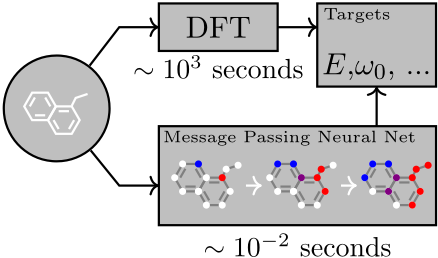 DFT
∼ 10³ seconds
Targets
E,ω₀, ...
Message Passing Neural Net
∼ 10⁻² seconds